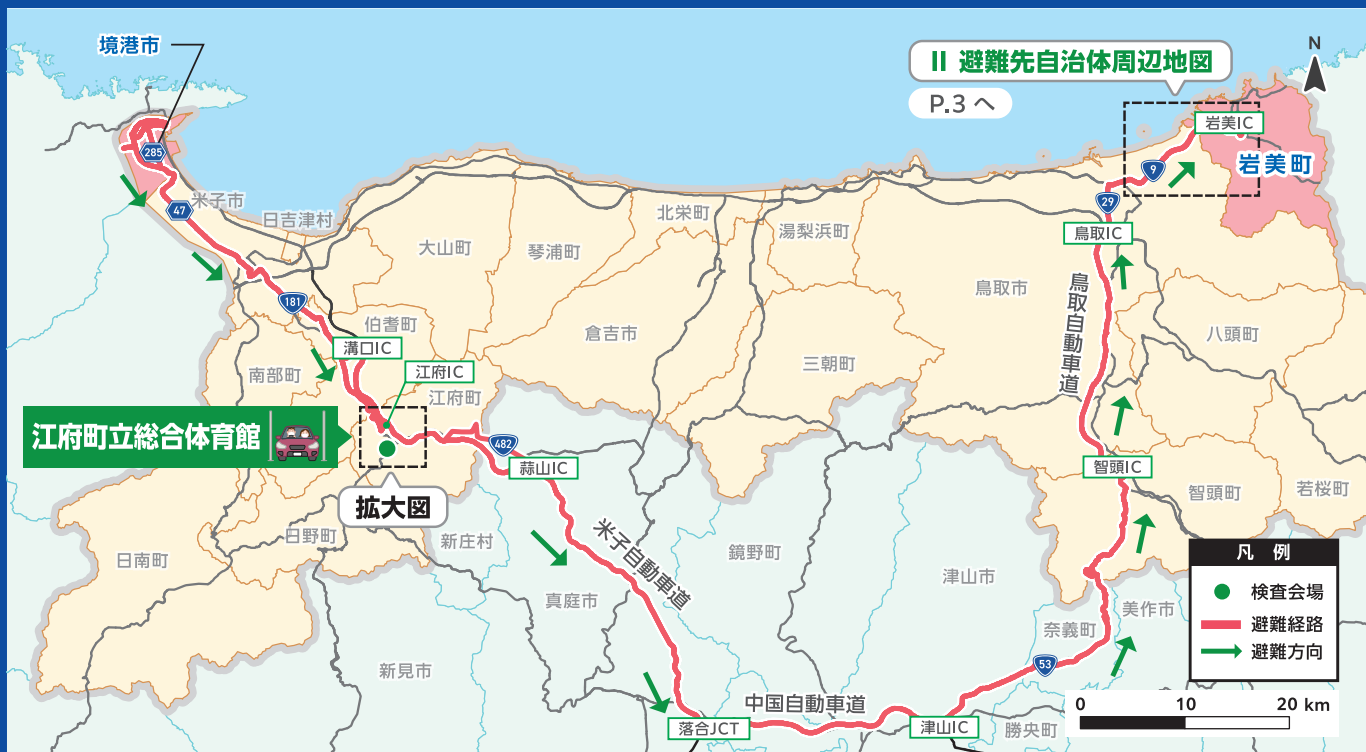 境港市
II 避難先自治体周辺地図
P.3 へ
N
岩美IC
岩美町
9
29
鳥取IC
285
47
米子市
日吉津村
大山町
琴浦町
北栄町
湯梨浜町
鳥取市
鳥取自動車道
181
伯耆町
倉吉市
三朝町
八頭町
溝口IC
南部町
江府IC
江府町
江府町立総合体育館
482
蒜山IC
拡大図
智頭IC
智頭町
若桜町
日南町
日野町
新庄村
米子自動車道
鏡野町
津山市
真庭市
新見市
奈義町
美作市
53
中国自動車道
落合JCT
津山IC
勝央町
凡 例
検査会場
避難経路
避難方向
0 10 20 km